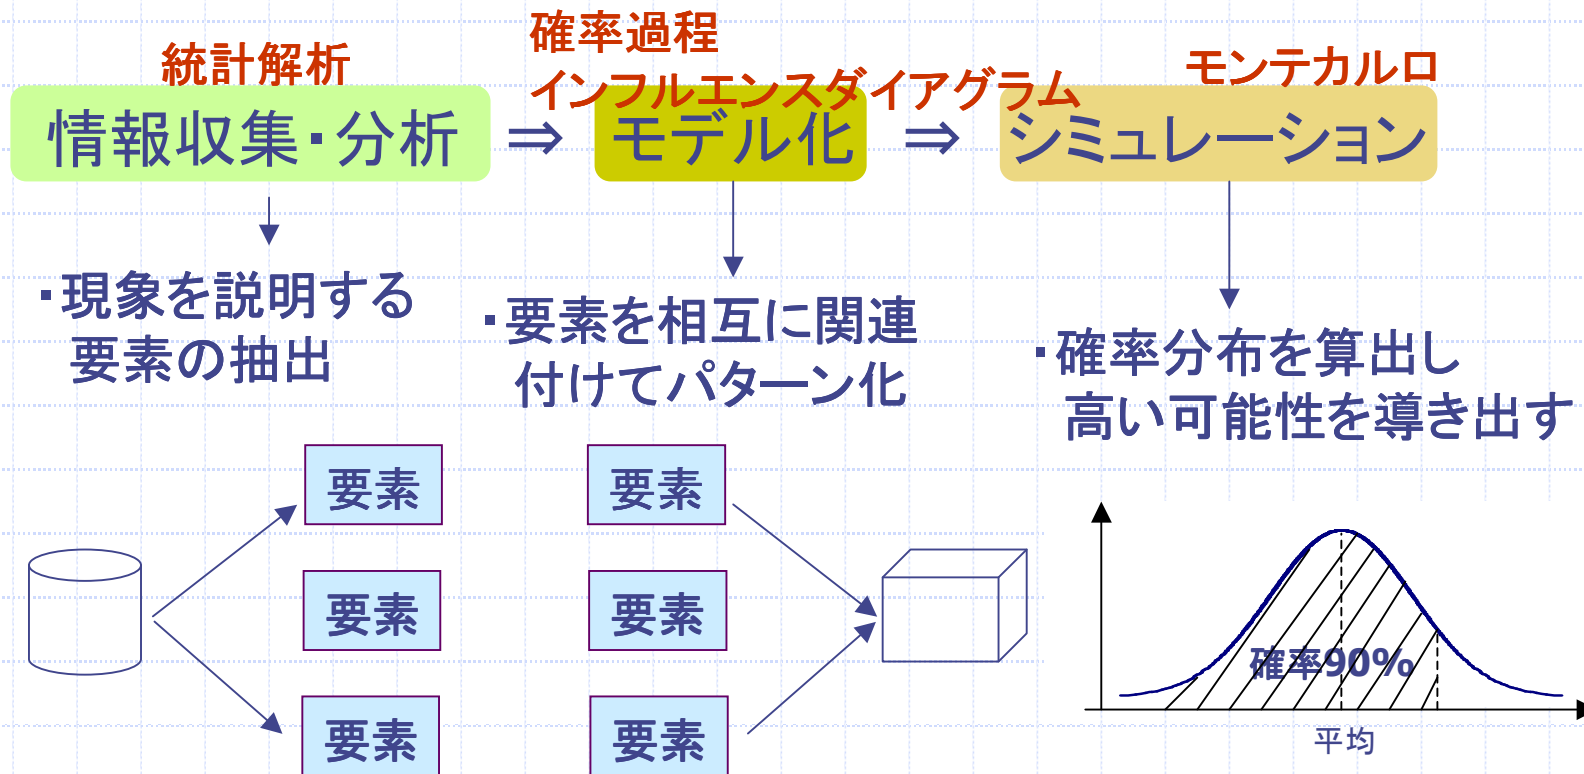 統計解析
確率過程
インフルエンスダイアグラム
モンテカルロ
情報収集・分析
⇒
モデル化
⇒
シミュレーション
・現象を説明する
要素の抽出
・要素を相互に関連
付けてパターン化
・確率分布を算出し
高い可能性を導き出す
要素
要素
要素
要素
要素
要素
確率90%
平均